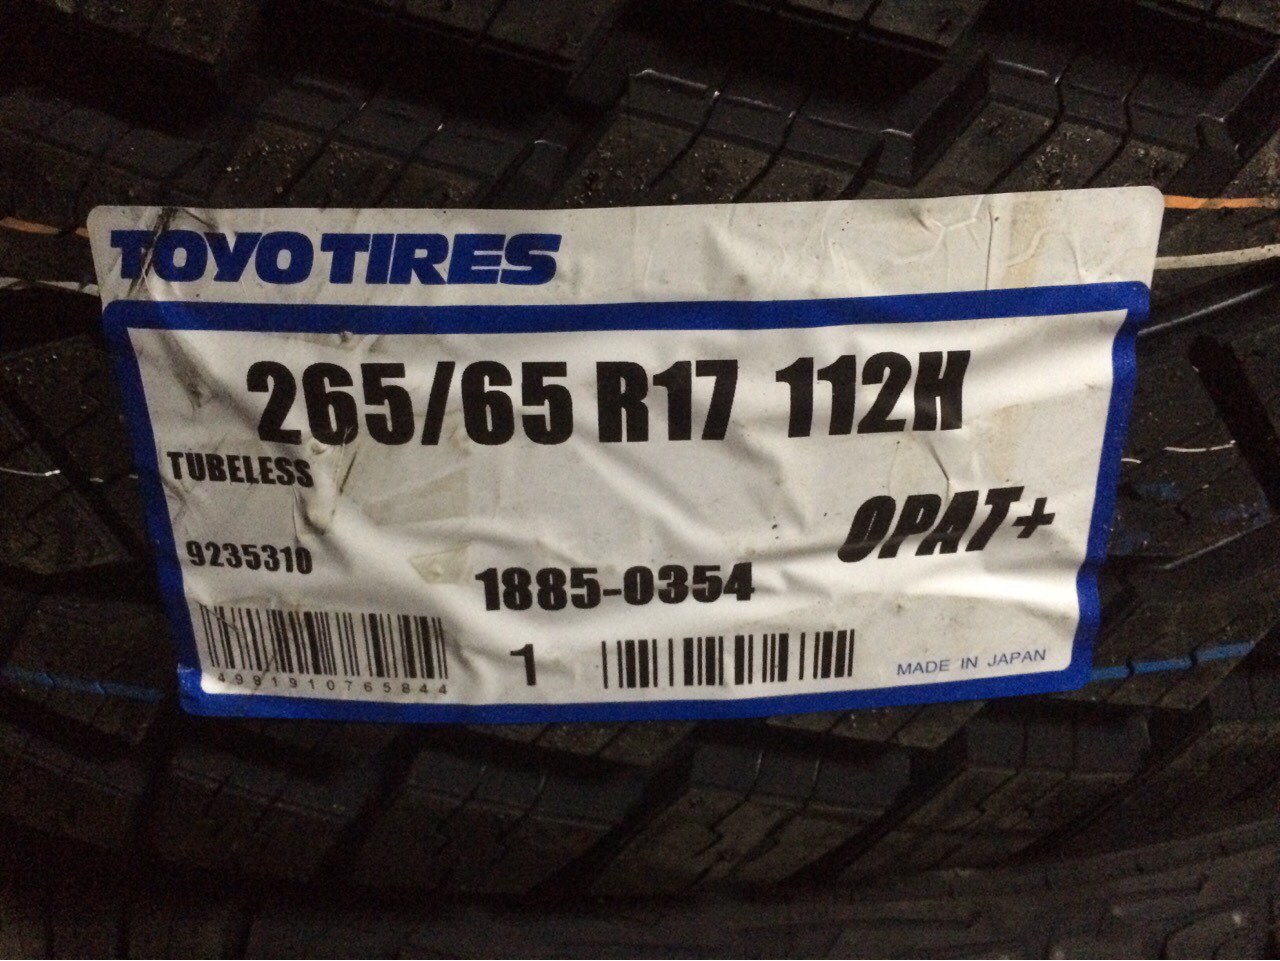 TOYO TIRES
265/65 R17 112H
TUBELESS
OPAT+
9235310
1885-0354
4981910765844
1
MADE IN JAPAN